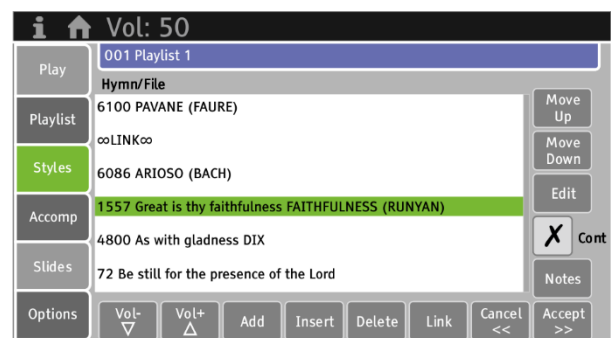 i Vol: 50
Play
Playlist
Styles
Accomp
Slides
Options
001 Playlist 1
Hymn/File
6100 PAVANE (FAURE)
∞LINK∞
6086 ARIOSO (BACH)
1557 Great is thy faithfulness FAITHFULNESS (RUNYAN)
4800 As with gladness DIX
72 Be still for the presence of the Lord
Move
Up
Move
Down
Edit
✗ Cont
Notes
Vol-
▽
Vol+
△
Add
Insert
Delete
Link
Cancel
<<
Accept
>>